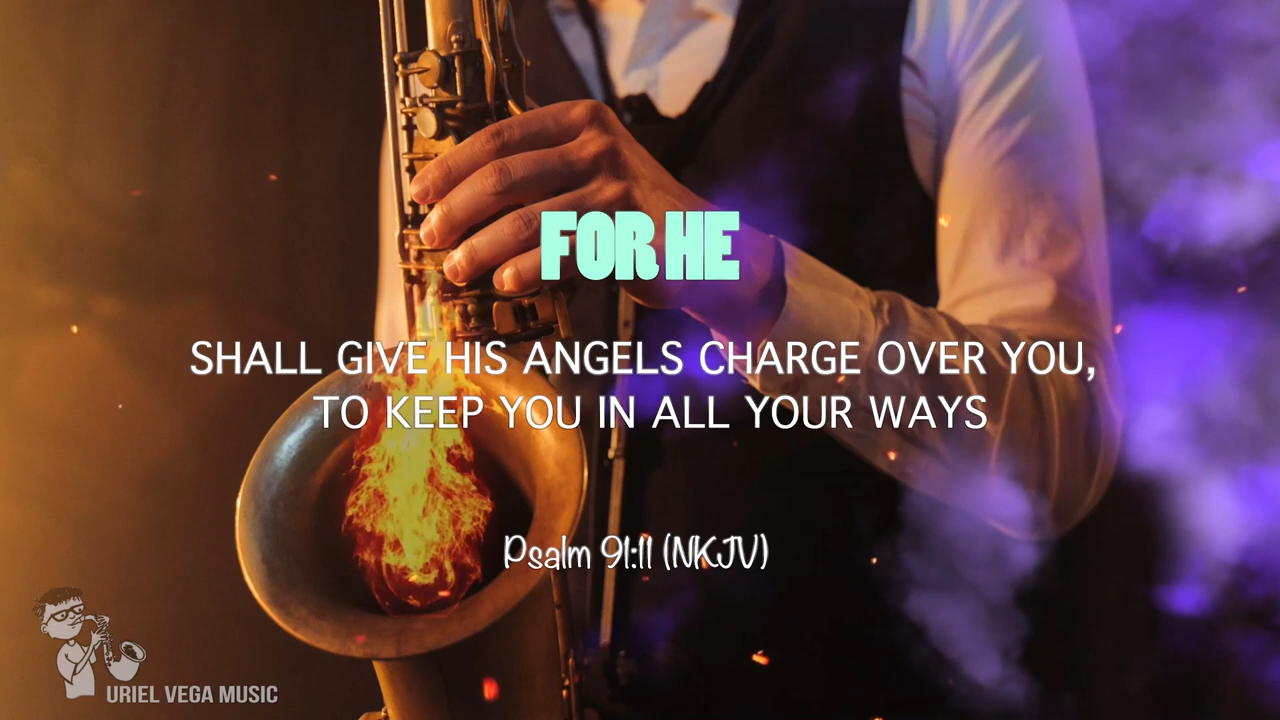 FOR HE
SHALL GIVE HIS ANGELS CHARGE OVER YOU,
TO KEEP YOU IN ALL YOUR WAYS
Psalm 91:11 (NKJV)
URIEL VEGA MUSIC